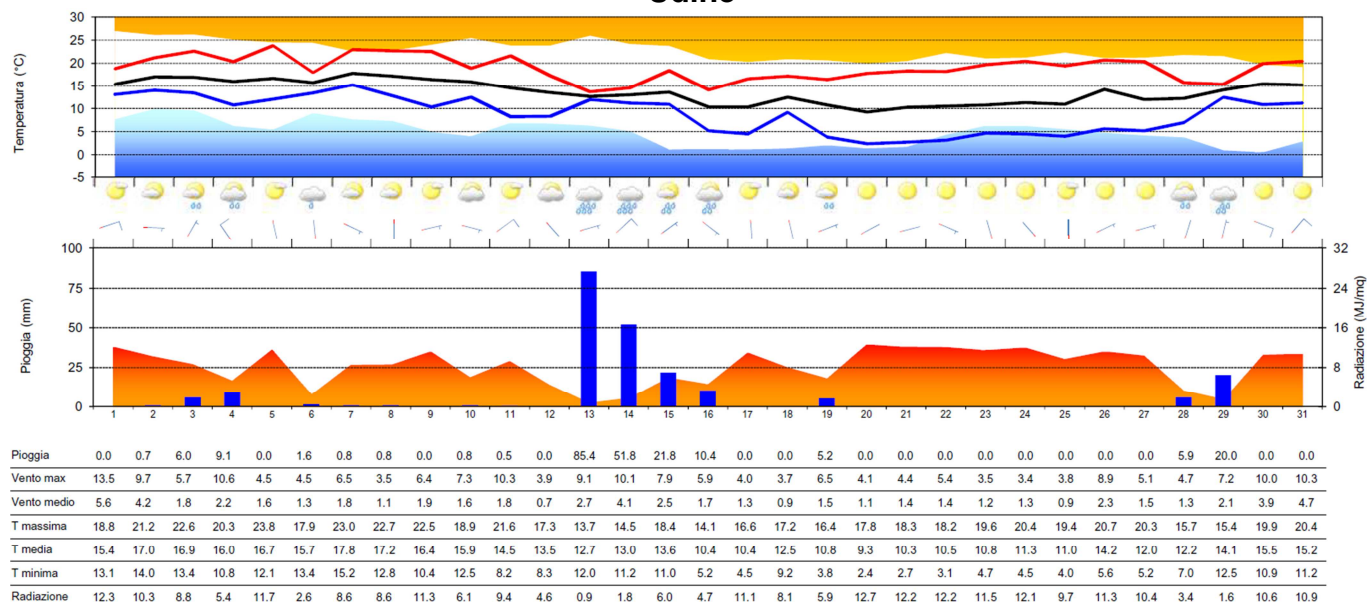 Udine
30
25
20
15
10
5
0
-5
Temperatura (°C)
100
75
50
25
0
Pioggia (mm)
32
24
16
8
0
Radiazione (MJ/mq)
1 2 3 4 5 6 7 8 9 10 11 12 13 14 15 16 17 18 19 20 21 22 23 24 25 26 27 28 29 30 31
Pioggia 0.0 0.7 6.0 9.1 0.0 1.6 0.8 0.8 0.0 0.8 0.5 0.0 85.4 51.8 21.8 10.4 0.0 0.0 5.2 0.0 0.0 0.0 0.0 0.0 0.0 0.0 0.0 5.9 20.0 0.0 0.0
Vento max 13.5 9.7 5.7 10.6 4.5 4.5 6.5 3.5 6.4 7.3 10.3 3.9 9.1 10.1 7.9 5.9 4.0 3.7 6.5 4.1 4.4 5.4 3.5 3.4 3.8 8.9 5.1 4.7 7.2 10.0 10.3
Vento medio 5.6 4.2 1.8 2.2 1.6 1.3 1.8 1.1 1.9 1.6 1.8 0.7 2.7 4.1 2.5 1.7 1.3 0.9 1.5 1.1 1.4 1.4 1.2 1.3 0.9 2.3 1.5 1.3 2.1 3.9 4.7
T massima 18.8 21.2 22.6 20.3 23.8 17.9 23.0 22.7 22.5 18.9 21.6 17.3 13.7 14.5 18.4 14.1 16.6 17.2 16.4 17.8 18.3 18.2 19.6 20.4 19.4 20.7 20.3 15.7 15.4 19.9 20.4
T media 15.4 17.0 16.9 16.0 16.7 15.7 17.8 17.2 16.4 15.9 14.5 13.5 12.7 13.0 13.6 10.4 10.4 12.5 10.8 9.3 10.3 10.5 10.8 11.3 11.0 14.2 12.0 12.2 14.1 15.5 15.2
T minima 13.1 14.0 13.4 10.8 12.1 13.4 15.2 12.8 10.4 12.5 8.2 8.3 12.0 11.2 11.0 5.2 4.5 9.2 3.8 2.4 2.7 3.1 4.7 4.5 4.0 5.6 5.2 7.0 12.5 10.9 11.2
Radiazione 12.3 10.3 8.8 5.4 11.7 2.6 8.6 8.6 11.3 6.1 9.4 4.6 0.9 1.8 6.0 4.7 11.1 8.1 5.9 12.7 12.2 12.2 11.5 12.1 9.7 11.3 10.4 3.4 1.6 10.6 10.9